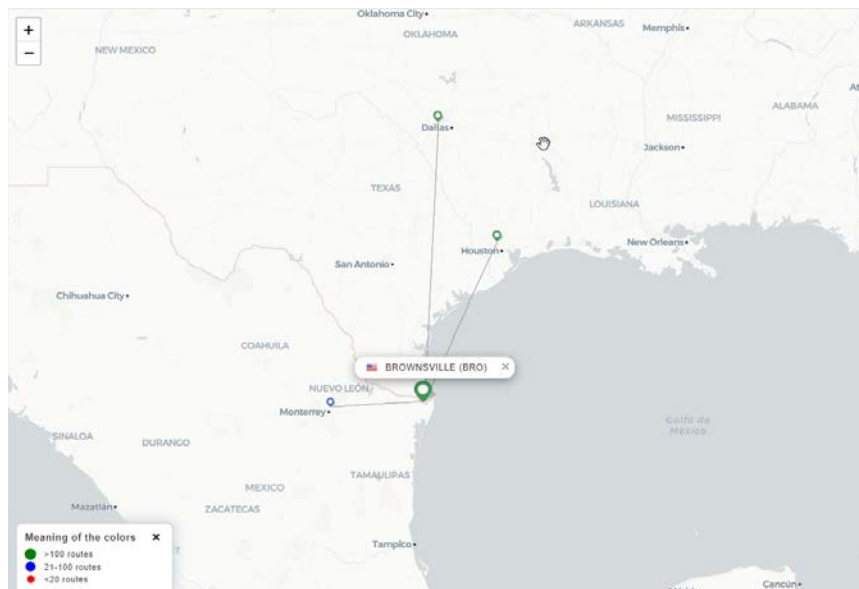 +
−
Oklahoma City
OKLAHOMA
ARKANSAS
Memphis
NEW MEXICO
ALABAMA
MISSISSIPPI
Dallas
Jackson
TEXAS
LOUISIANA
New Orleans
Houston
San Antonio
Chihuahua City
COAHUILA
BROWNSVILLE (BRO) ×
NUEVO LEÓN
Monterrey
Golfo de
México
SINALOA
DURANGO
TAMAULIPAS
MEXICO
ZACATECAS
Mazatlán
Tampico
Cancún
Meaning of the colors ×
>100 routes
21-100 routes
<20 routes